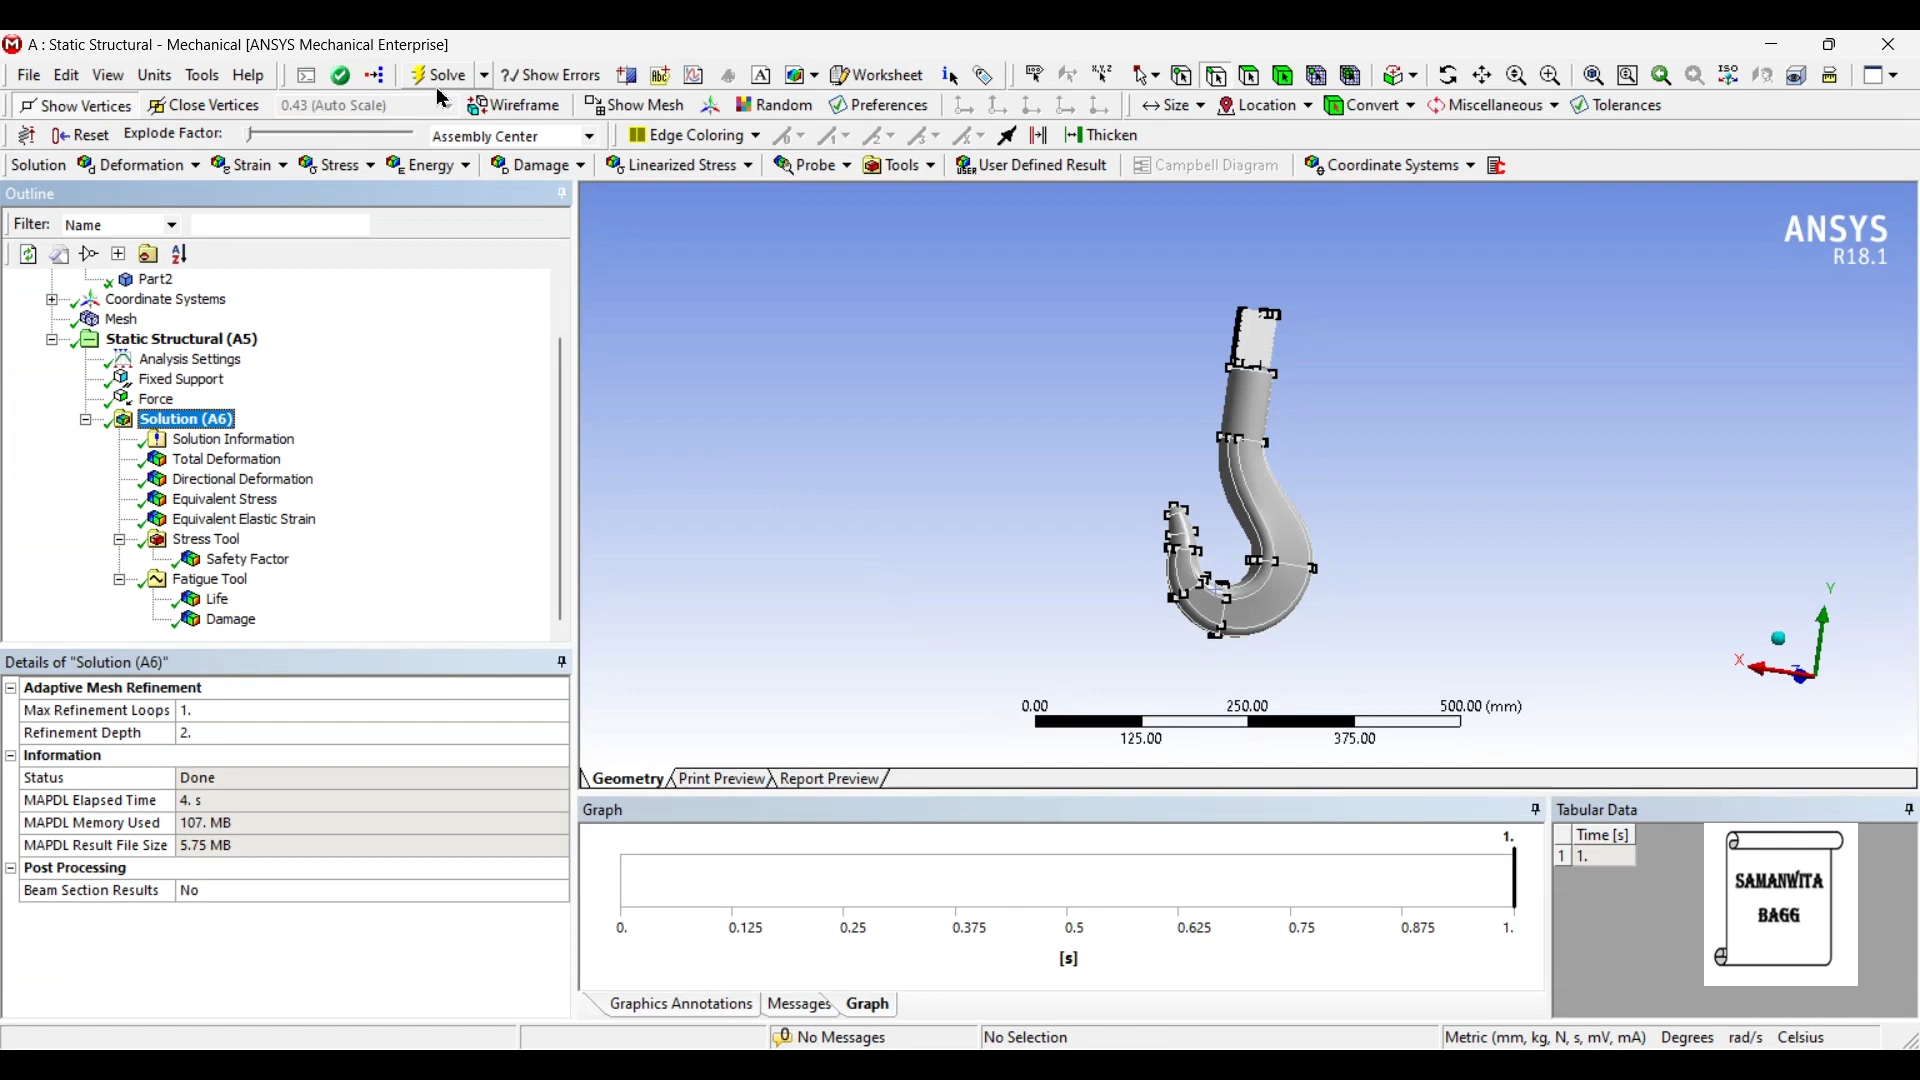 A : Static Structural - Mechanical [ANSYS Mechanical Enterprise]
File Edit View Units Tools Help Solve ?/ Show Errors Worksheet
Show Vertices Close Vertices 0.43 (Auto Scale) Wireframe Show Mesh Random Preferences Size Location Convert Miscellaneous Tolerances
Reset Explode Factor: Assembly Center Edge Coloring Thicken
Solution Deformation Strain Stress Energy Damage Linearized Stress Probe Tools User Defined Result Campbell Diagram Coordinate Systems
Outline
Filter: Name
Part2
Coordinate Systems
Mesh
Static Structural (A5)
Analysis Settings
Fixed Support
Force
Solution (A6)
Solution Information
Total Deformation
Directional Deformation
Equivalent Stress
Equivalent Elastic Strain
Stress Tool
Safety Factor
Fatigue Tool
Life
Damage
Details of "Solution (A6)"
Adaptive Mesh Refinement
Max Refinement Loops 1.
Refinement Depth 2.
Information
Status Done
MAPDL Elapsed Time 4. s
MAPDL Memory Used 107. MB
MAPDL Result File Size 5.75 MB
Post Processing
Beam Section Results No
ANSYS
R18.1
Y
X
Z
0.00 250.00 500.00 (mm)
125.00 375.00
Geometry Print Preview Report Preview
Graph
1.
0. 0.125 0.25 0.375 0.5 0.625 0.75 0.875 1.
[s]
Graphics Annotations Messages Graph
Tabular Data
Time [s]
1 1.
SAMANWITA
BAGG
No Messages No Selection Metric (mm, kg, N, s, mV, mA) Degrees rad/s Celsius